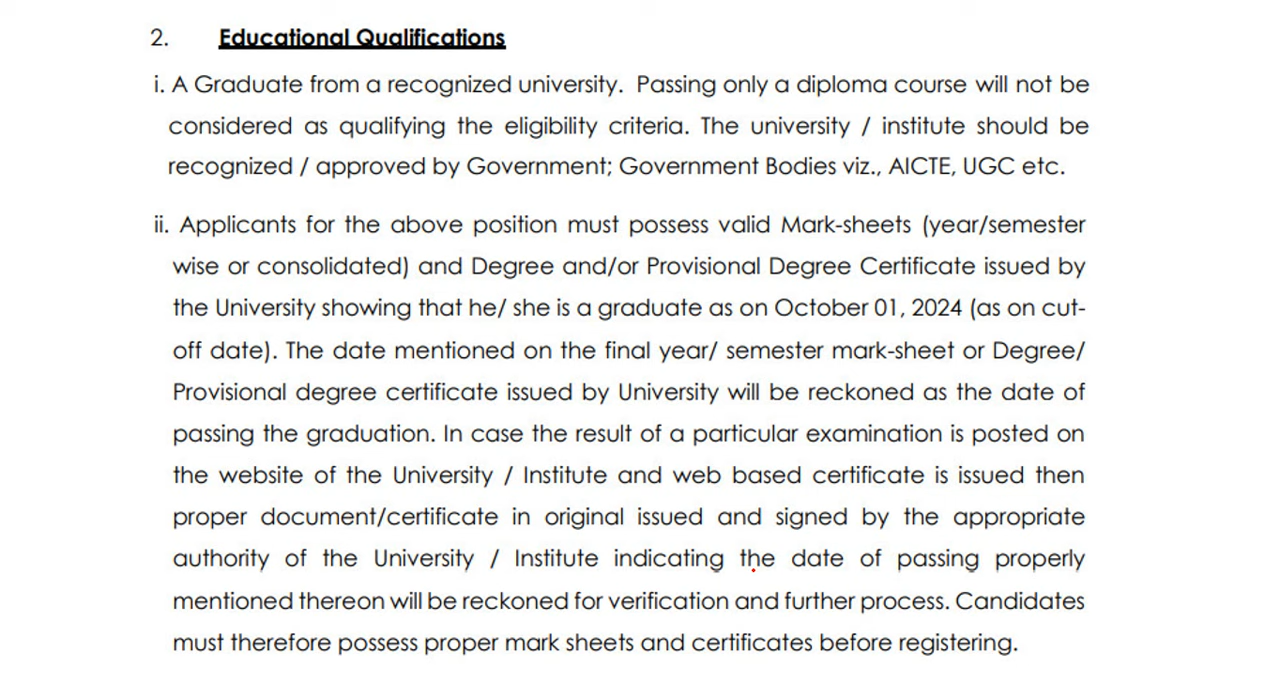 2. Educational Qualifications
i. A Graduate from a recognized university. Passing only a diploma course will not be
considered as qualifying the eligibility criteria. The university / institute should be
recognized / approved by Government; Government Bodies viz., AICTE, UGC etc.
ii. Applicants for the above position must possess valid Mark-sheets (year/semester
wise or consolidated) and Degree and/or Provisional Degree Certificate issued by
the University showing that he/ she is a graduate as on October 01, 2024 (as on cut-
off date). The date mentioned on the final year/ semester mark-sheet or Degree/
Provisional degree certificate issued by University will be reckoned as the date of
passing the graduation. In case the result of a particular examination is posted on
the website of the University / Institute and web based certificate is issued then
proper document/certificate in original issued and signed by the appropriate
authority of the University / Institute indicating the date of passing properly
mentioned thereon will be reckoned for verification and further process. Candidates
must therefore possess proper mark sheets and certificates before registering.